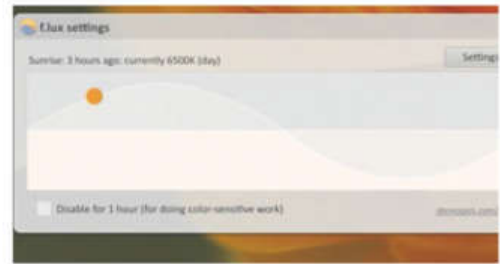 f.lux settings
Sunrise: 3 hours ago: currently 6500K (day)
Settings
Disable for 1 hour (for doing color-sensitive work)